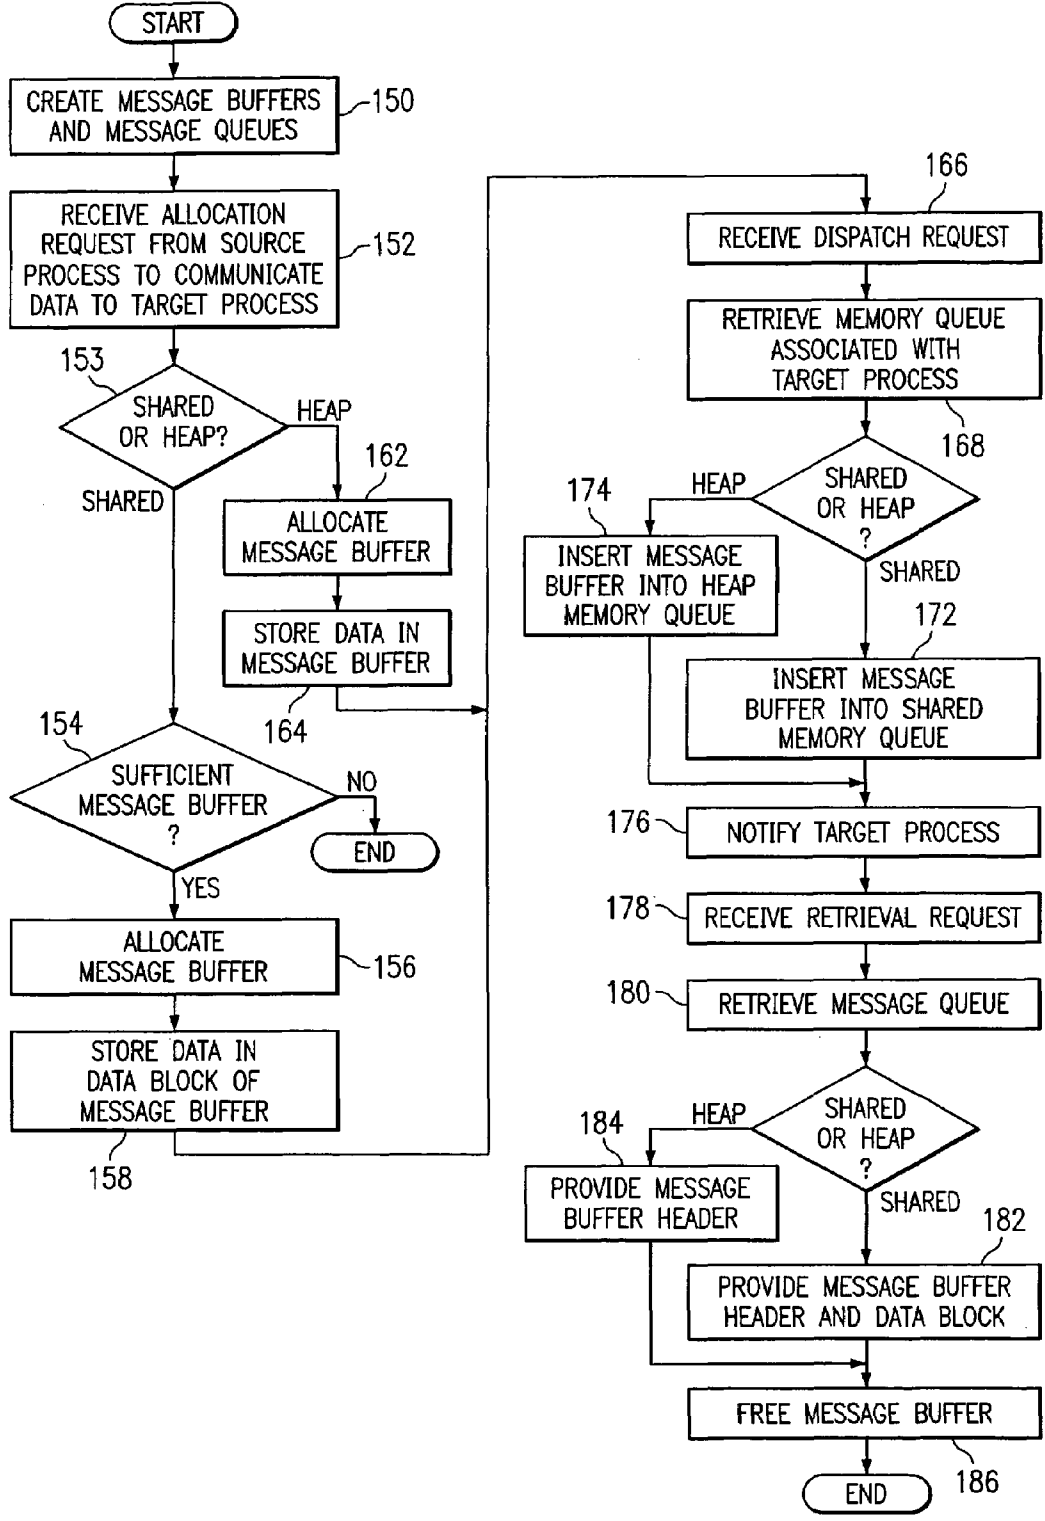 START
CREATE MESSAGE BUFFERS
AND MESSAGE QUEUES
150
RECEIVE ALLOCATION
REQUEST FROM SOURCE
PROCESS TO COMMUNICATE
DATA TO TARGET PROCESS
152
153
SHARED
OR HEAP?
HEAP
SHARED
162
ALLOCATE
MESSAGE BUFFER
STORE DATA IN
MESSAGE BUFFER
164
154
SUFFICIENT
MESSAGE BUFFER
?
NO
END
YES
ALLOCATE
MESSAGE BUFFER
156
STORE DATA IN
DATA BLOCK OF
MESSAGE BUFFER
158
166
RECEIVE DISPATCH REQUEST
RETRIEVE MEMORY QUEUE
ASSOCIATED WITH
TARGET PROCESS
168
SHARED
OR HEAP
?
HEAP
SHARED
174
INSERT MESSAGE
BUFFER INTO HEAP
MEMORY QUEUE
172
INSERT MESSAGE
BUFFER INTO SHARED
MEMORY QUEUE
176
NOTIFY TARGET PROCESS
178
RECEIVE RETRIEVAL REQUEST
180
RETRIEVE MESSAGE QUEUE
SHARED
OR HEAP
?
HEAP
SHARED
184
PROVIDE MESSAGE
BUFFER HEADER
182
PROVIDE MESSAGE BUFFER
HEADER AND DATA BLOCK
FREE MESSAGE BUFFER
186
END